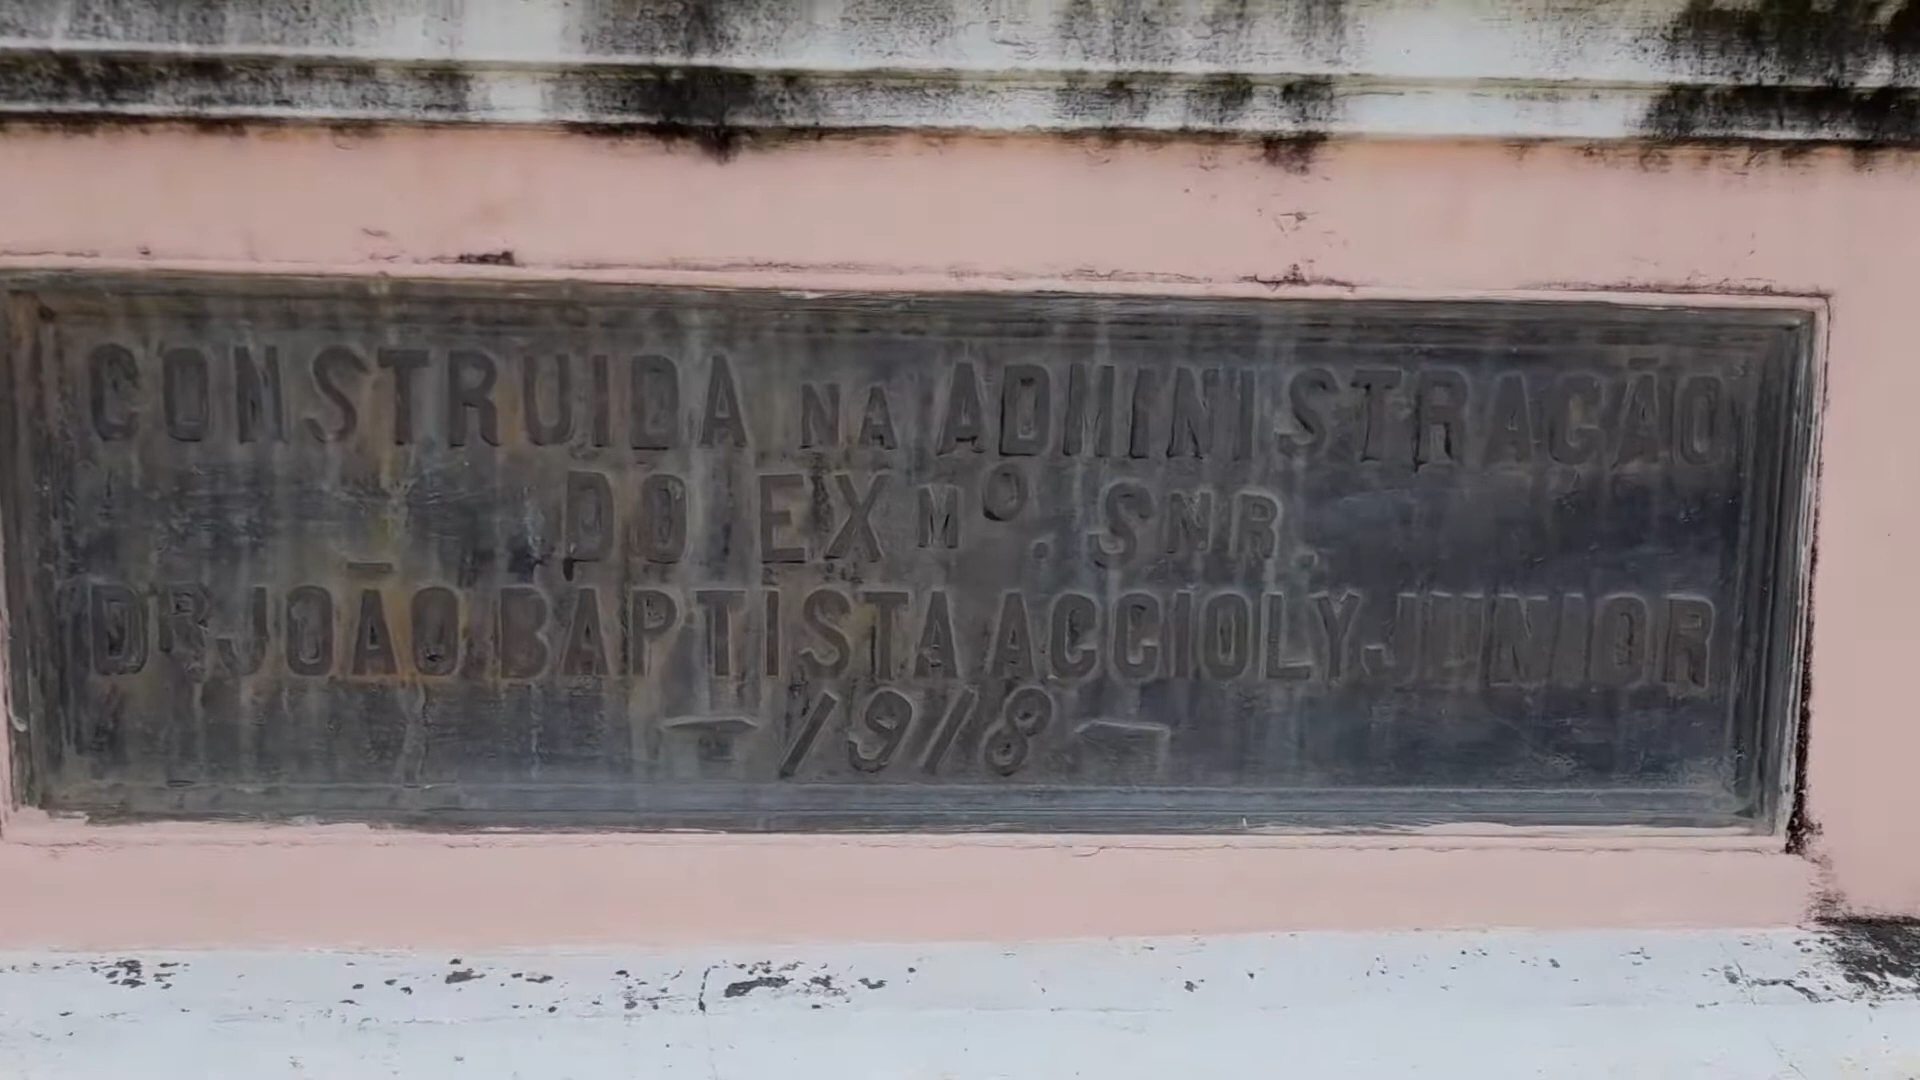 CONSTRUIDA NA ADMINISTRAÇÃO
DO EXMº. SNR.
DR JOÃO BAPTISTA ACCIOLY JUNIOR
— 1918 —